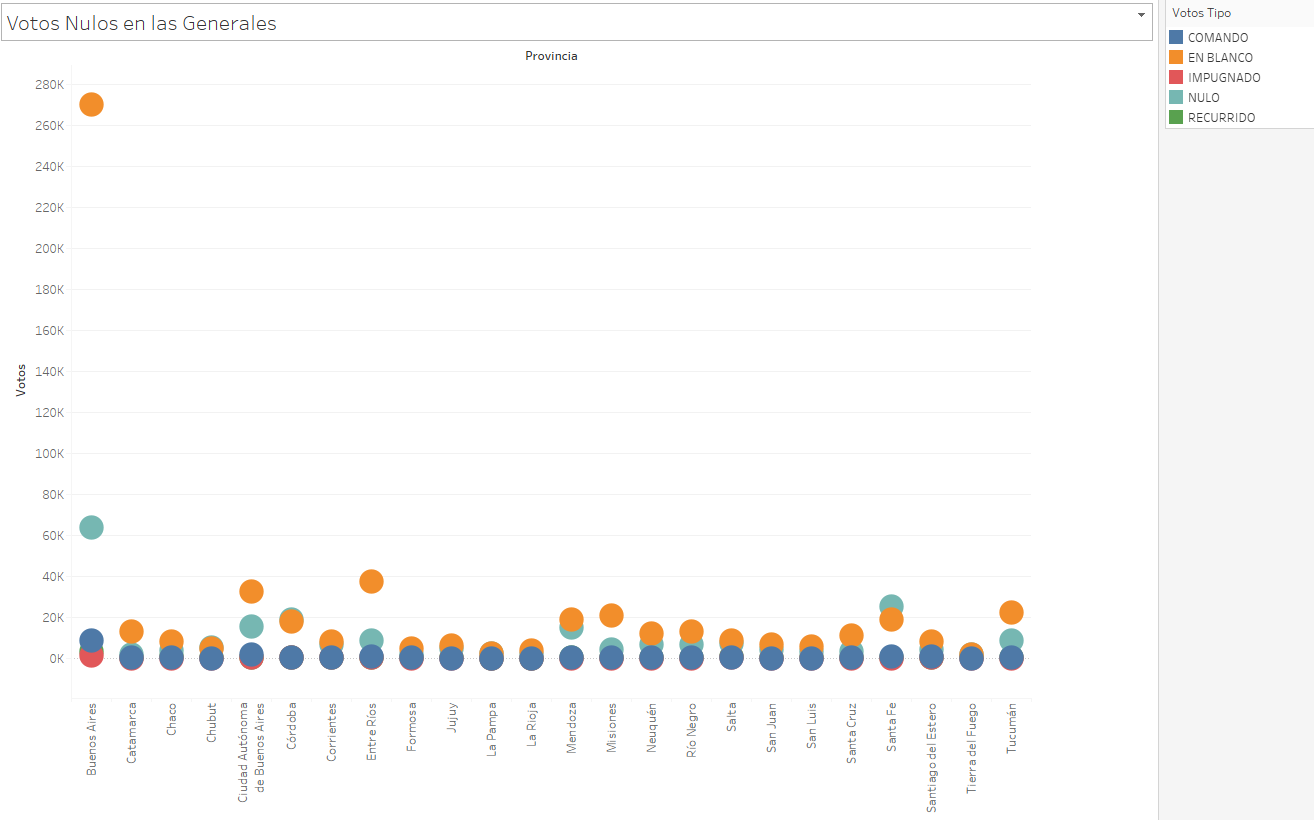 Votos Nulos en las Generales
Votos Tipo
COMANDO
EN BLANCO
IMPUGNADO
NULO
RECURRIDO
Provincia
280K
260K
240K
220K
200K
180K
160K
140K
120K
100K
80K
60K
40K
20K
0K
Votos
Buenos Aires
Catamarca
Chaco
Chubut
Ciudad Autónoma
de Buenos Aires
Córdoba
Corrientes
Entre Ríos
Formosa
Jujuy
La Pampa
La Rioja
Mendoza
Misiones
Neuquén
Río Negro
Salta
San Juan
San Luis
Santa Cruz
Santa Fe
Santiago del Estero
Tierra del Fuego
Tucumán